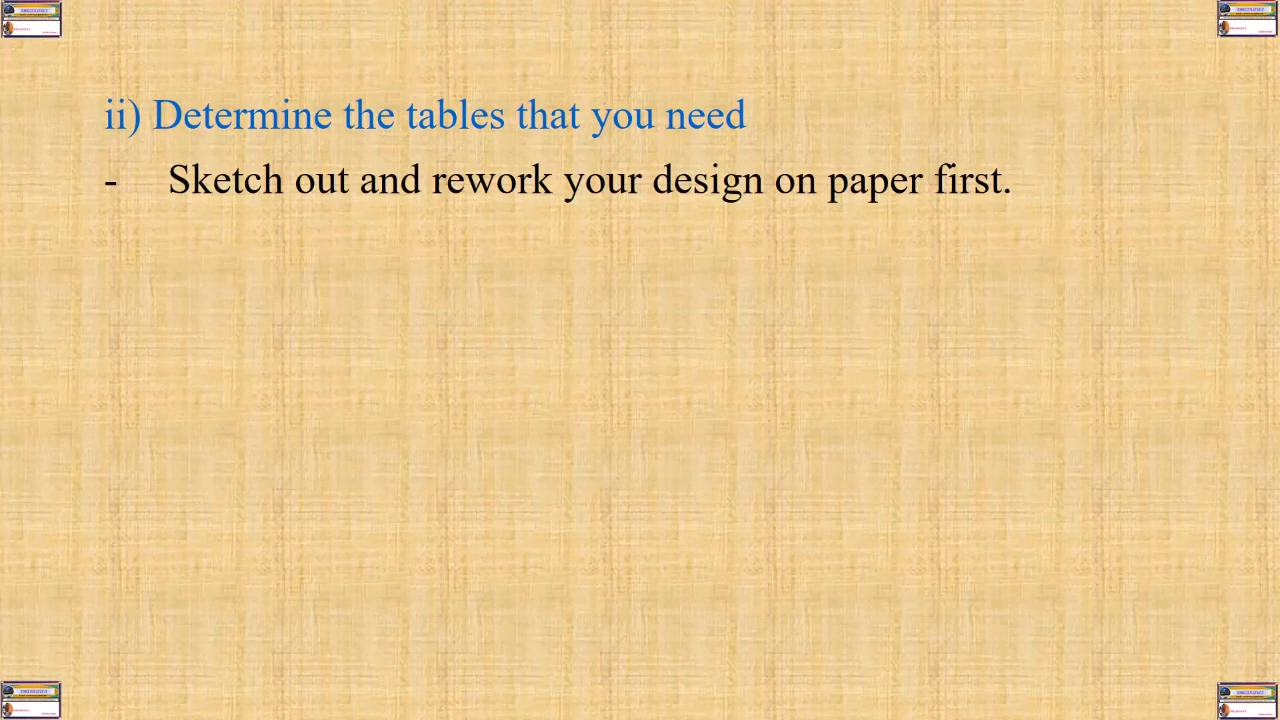 ii) Determine the tables that you need
- Sketch out and rework your design on paper first.